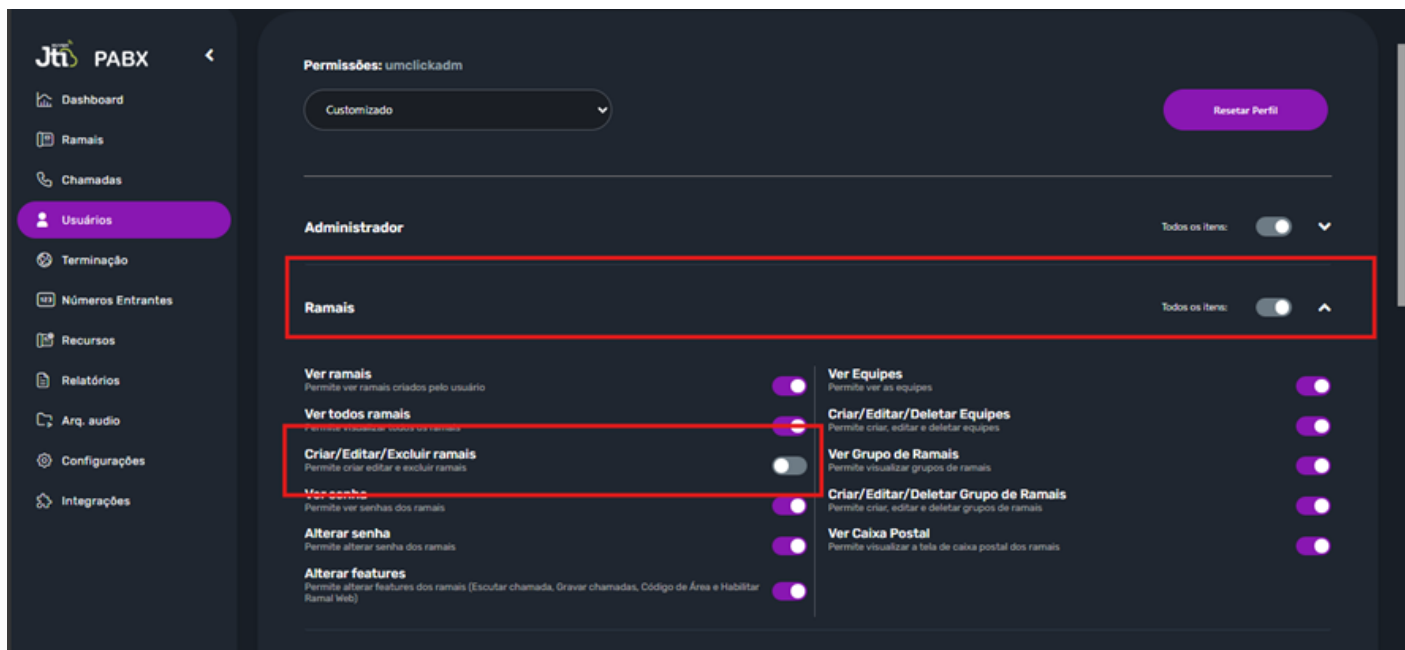 Jti PABX
Dashboard
Ramais
Chamadas
Usuários
Terminação
123 Números Entrantes
Recursos
Relatórios
Arq. audio
Configurações
Integrações
Permissões: umclickadm
Customizado
Resetar Perfil
Administrador
Todos os itens:
Ramais
Todos os itens:
Ver ramais
Permite ver ramais criados pelo usuário
Ver todos ramais
Permite visualizar todos os ramais
Criar/Editar/Excluir ramais
Permite criar editar e excluir ramais
Ver senha
Permite ver senhas dos ramais
Alterar senha
Permite alterar senha dos ramais
Alterar features
Permite alterar features dos ramais (Escutar chamada, Gravar chamadas, Código de Área e Habilitar
Ramal Web)
Ver Equipes
Permite ver as equipes
Criar/Editar/Deletar Equipes
Permite criar, editar e deletar equipes
Ver Grupo de Ramais
Permite visualizar grupos de ramais
Criar/Editar/Deletar Grupo de Ramais
Permite criar, editar e deletar grupos de ramais
Ver Caixa Postal
Permite visualizar a tela de caixa postal dos ramais